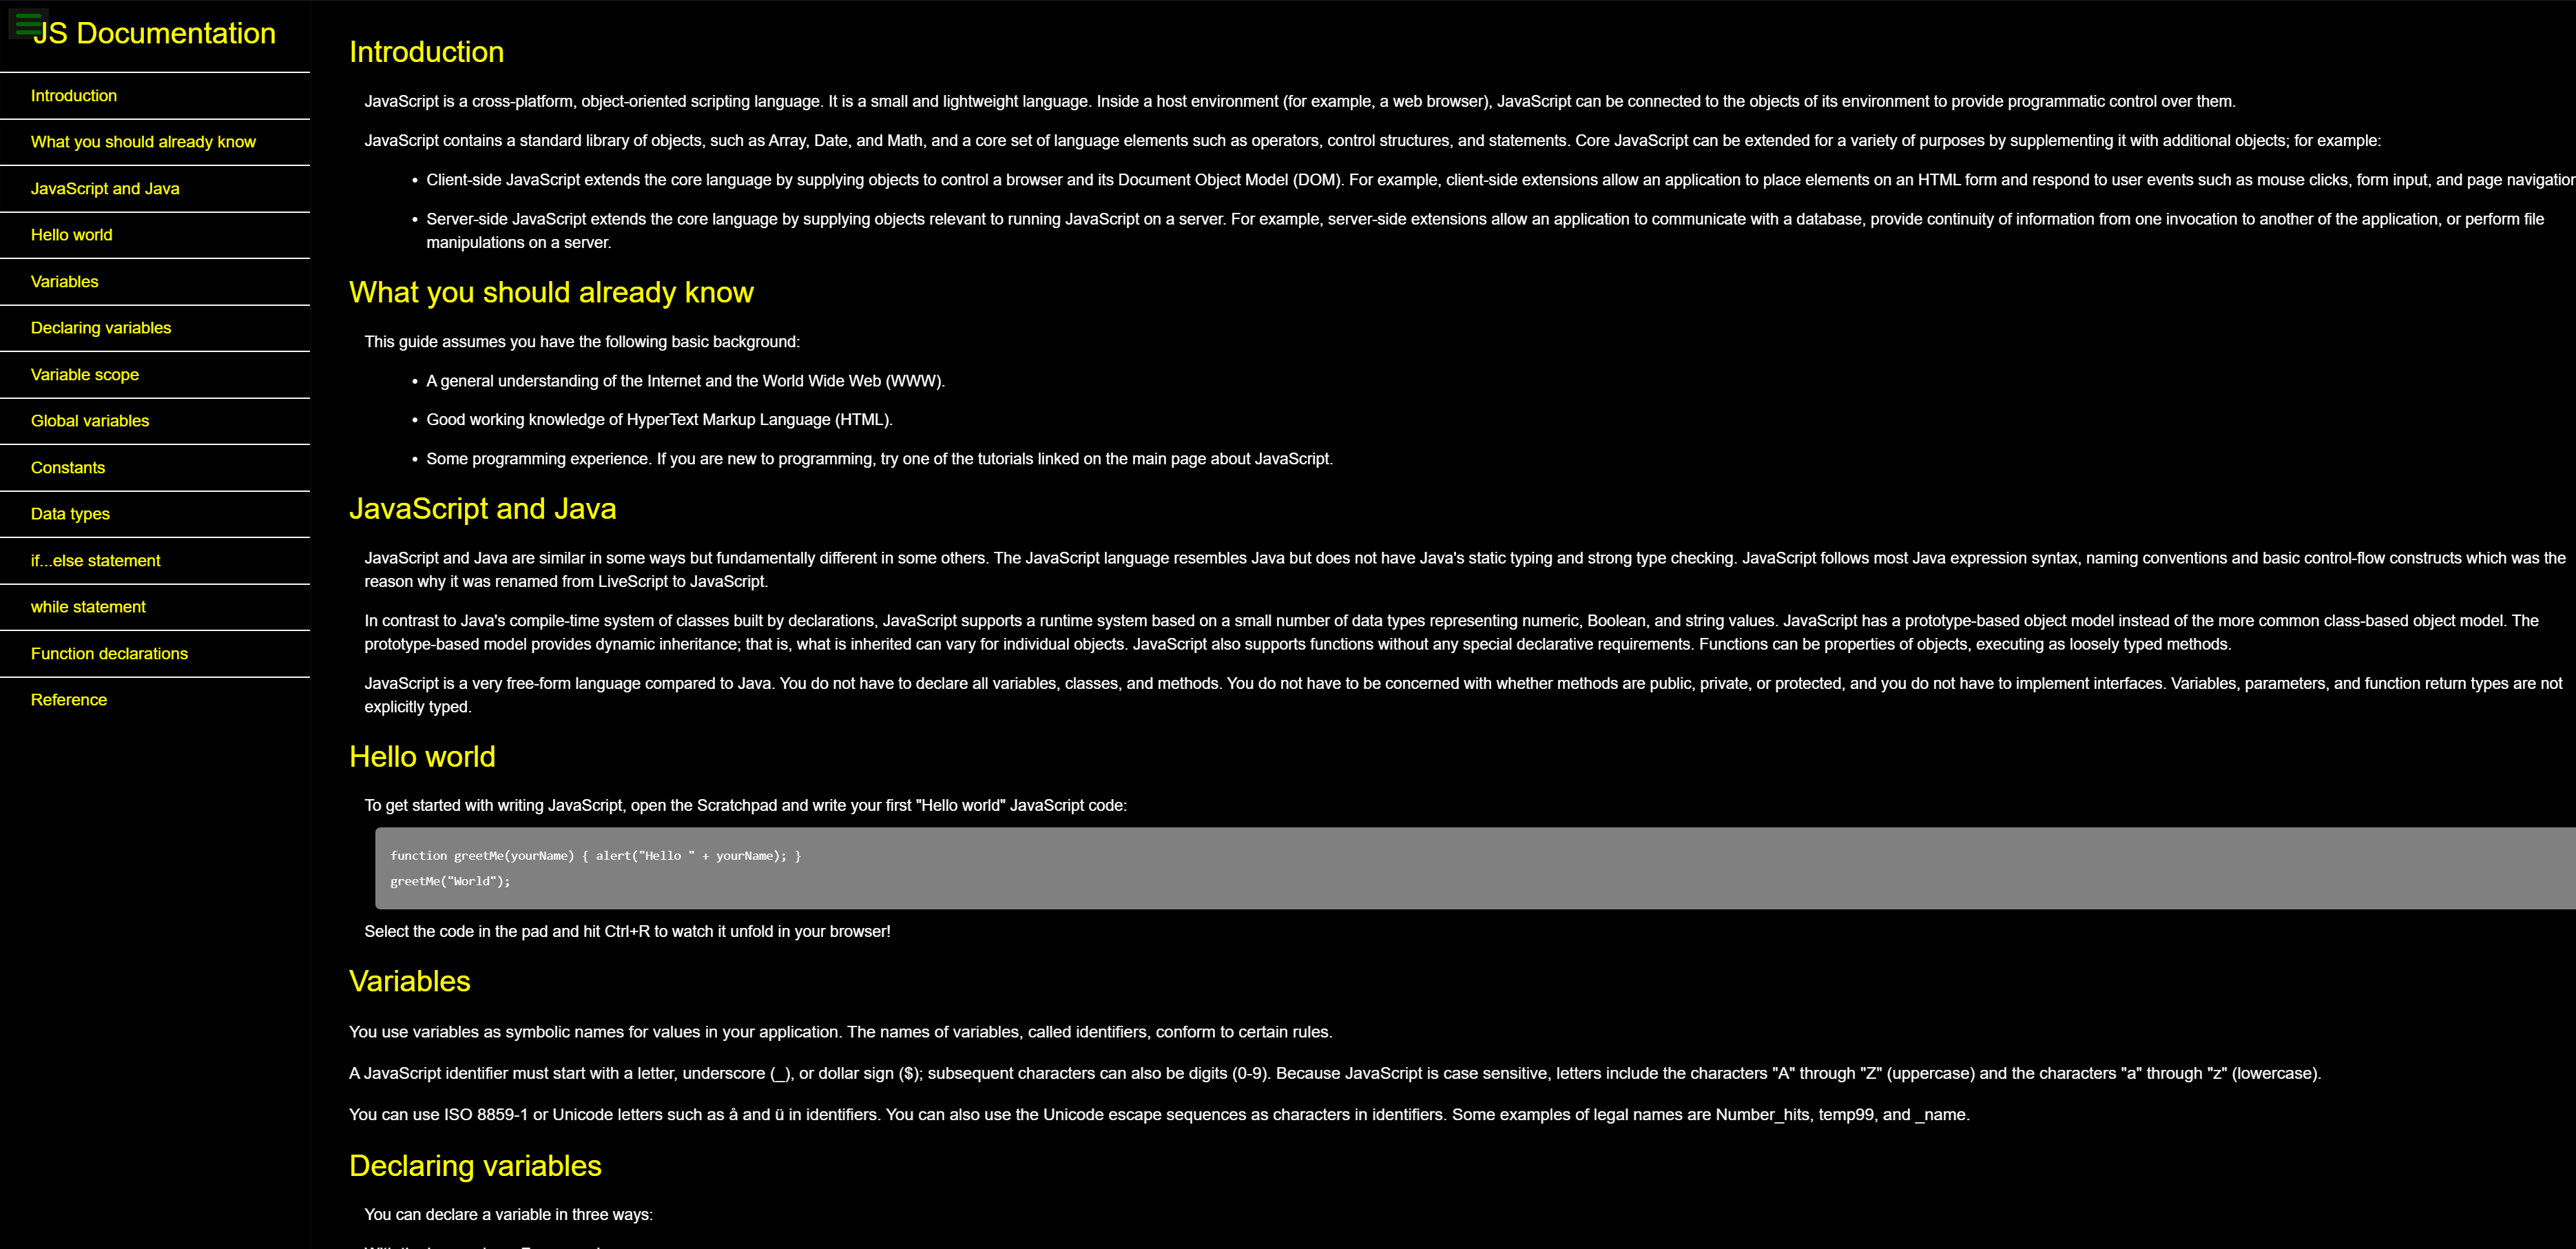 JS Documentation
Introduction
What you should already know
JavaScript and Java
Hello world
Variables
Declaring variables
Variable scope
Global variables
Constants
Data types
if...else statement
while statement
Function declarations
Reference
Introduction
JavaScript is a cross-platform, object-oriented scripting language. It is a small and lightweight language. Inside a host environment (for example, a web browser), JavaScript can be connected to the objects of its environment to provide programmatic control over them.
JavaScript contains a standard library of objects, such as Array, Date, and Math, and a core set of language elements such as operators, control structures, and statements. Core JavaScript can be extended for a variety of purposes by supplementing it with additional objects; for example:
• Client-side JavaScript extends the core language by supplying objects to control a browser and its Document Object Model (DOM). For example, client-side extensions allow an application to place elements on an HTML form and respond to user events such as mouse clicks, form input, and page navigation
• Server-side JavaScript extends the core language by supplying objects relevant to running JavaScript on a server. For example, server-side extensions allow an application to communicate with a database, provide continuity of information from one invocation to another of the application, or perform file
manipulations on a server.
What you should already know
This guide assumes you have the following basic background:
• A general understanding of the Internet and the World Wide Web (WWW).
• Good working knowledge of HyperText Markup Language (HTML).
• Some programming experience. If you are new to programming, try one of the tutorials linked on the main page about JavaScript.
JavaScript and Java
JavaScript and Java are similar in some ways but fundamentally different in some others. The JavaScript language resembles Java but does not have Java's static typing and strong type checking. JavaScript follows most Java expression syntax, naming conventions and basic control-flow constructs which was the
reason why it was renamed from LiveScript to JavaScript.
In contrast to Java's compile-time system of classes built by declarations, JavaScript supports a runtime system based on a small number of data types representing numeric, Boolean, and string values. JavaScript has a prototype-based object model instead of the more common class-based object model. The
prototype-based model provides dynamic inheritance; that is, what is inherited can vary for individual objects. JavaScript also supports functions without any special declarative requirements. Functions can be properties of objects, executing as loosely typed methods.
JavaScript is a very free-form language compared to Java. You do not have to declare all variables, classes, and methods. You do not have to be concerned with whether methods are public, private, or protected, and you do not have to implement interfaces. Variables, parameters, and function return types are not
explicitly typed.
Hello world
To get started with writing JavaScript, open the Scratchpad and write your first "Hello world" JavaScript code:
function greetMe(yourName) { alert("Hello " + yourName); }
greetMe("World");
Select the code in the pad and hit Ctrl+R to watch it unfold in your browser!
Variables
You use variables as symbolic names for values in your application. The names of variables, called identifiers, conform to certain rules.
A JavaScript identifier must start with a letter, underscore (_), or dollar sign ($); subsequent characters can also be digits (0-9). Because JavaScript is case sensitive, letters include the characters "A" through "Z" (uppercase) and the characters "a" through "z" (lowercase).
You can use ISO 8859-1 or Unicode letters such as å and ü in identifiers. You can also use the Unicode escape sequences as characters in identifiers. Some examples of legal names are Number_hits, temp99, and _name.
Declaring variables
You can declare a variable in three ways: